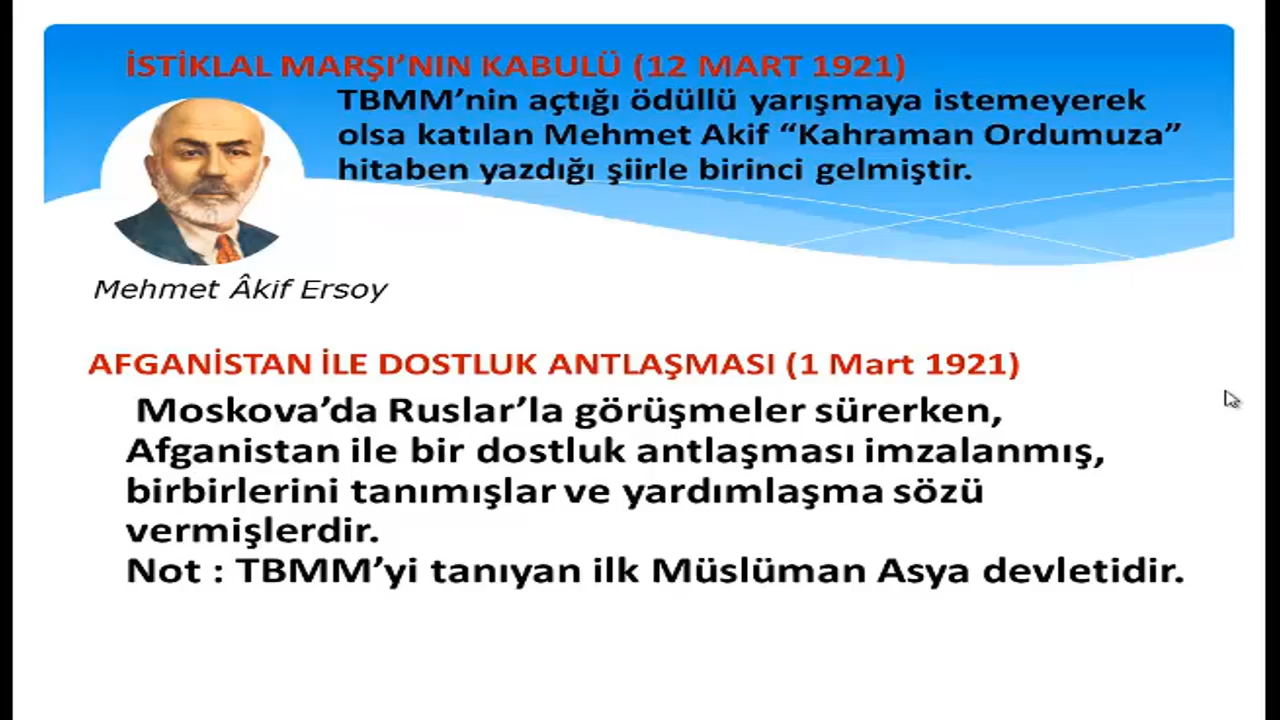 İSTİKLAL MARŞI’NIN KABULÜ (12 MART 1921)
TBMM’nin açtığı ödüllü yarışmaya istemeyerek
olsa katılan Mehmet Akif “Kahraman Ordumuza”
hitaben yazdığı şiirle birinci gelmiştir.
Mehmet Âkif Ersoy
AFGANİSTAN İLE DOSTLUK ANTLAŞMASI (1 Mart 1921)
Moskova’da Ruslar’la görüşmeler sürerken,
Afganistan ile bir dostluk antlaşması imzalanmış,
birbirlerini tanımışlar ve yardımlaşma sözü
vermişlerdir.
Not : TBMM’yi tanıyan ilk Müslüman Asya devletidir.